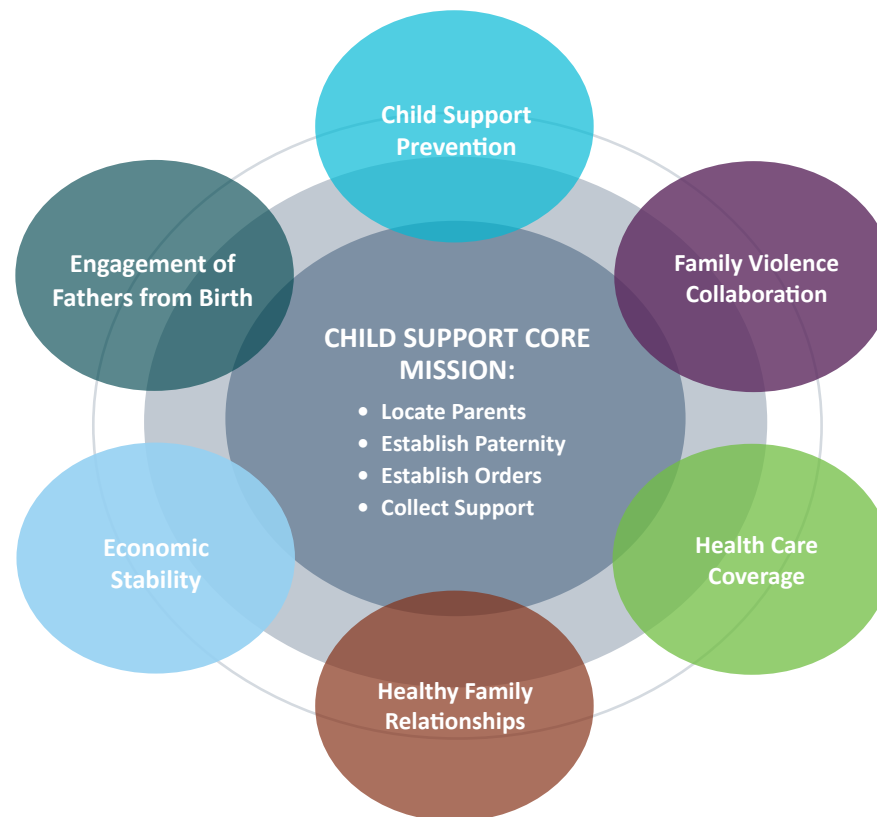 Child Support
Prevention
Engagement of
Fathers from Birth
Family Violence
Collaboration
CHILD SUPPORT CORE
MISSION:
• Locate Parents
• Establish Paternity
• Establish Orders
• Collect Support
Economic
Stability
Health Care
Coverage
Healthy Family
Relationships